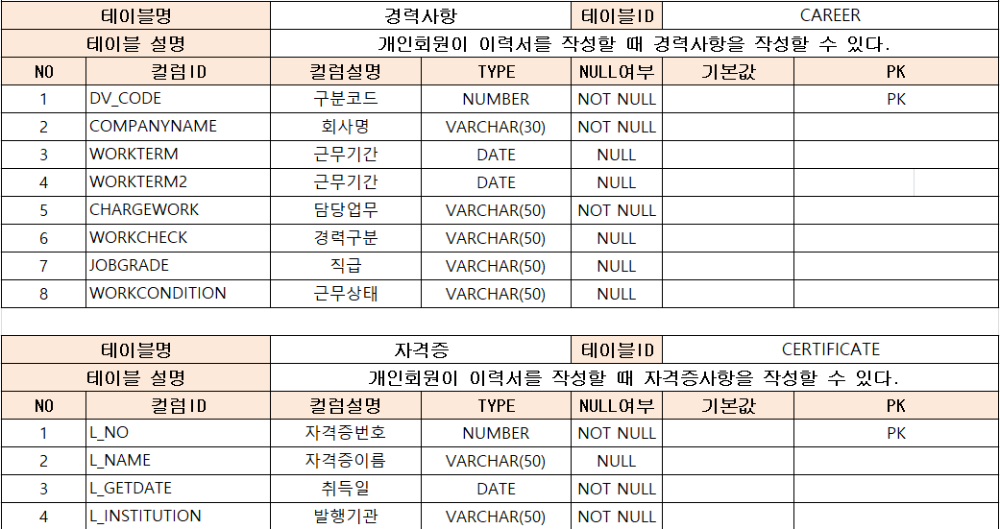 테이블명 경력사항 테이블ID CAREER
테이블 설명 개인회원이 이력서를 작성할 때 경력사항을 작성할 수 있다.
NO 컬럼ID 컬럼설명 TYPE NULL여부 기본값 PK
1 DV_CODE 구분코드 NUMBER NOT NULL PK
2 COMPANYNAME 회사명 VARCHAR(30) NOT NULL
3 WORKTERM 근무기간 DATE NULL
4 WORKTERM2 근무기간 DATE NULL
5 CHARGEWORK 담당업무 VARCHAR(50) NOT NULL
6 WORKCHECK 경력구분 VARCHAR(50) NULL
7 JOBGRADE 직급 VARCHAR(50) NULL
8 WORKCONDITION 근무상태 VARCHAR(50) NULL
테이블명 자격증 테이블ID CERTIFICATE
테이블 설명 개인회원이 이력서를 작성할 때 자격증사항을 작성할 수 있다.
NO 컬럼ID 컬럼설명 TYPE NULL여부 기본값 PK
1 L_NO 자격증번호 NUMBER NOT NULL PK
2 L_NAME 자격증이름 VARCHAR(50) NULL
3 L_GETDATE 취득일 DATE NOT NULL
4 L_INSTITUTION 발행기관 VARCHAR(50) NOT NULL